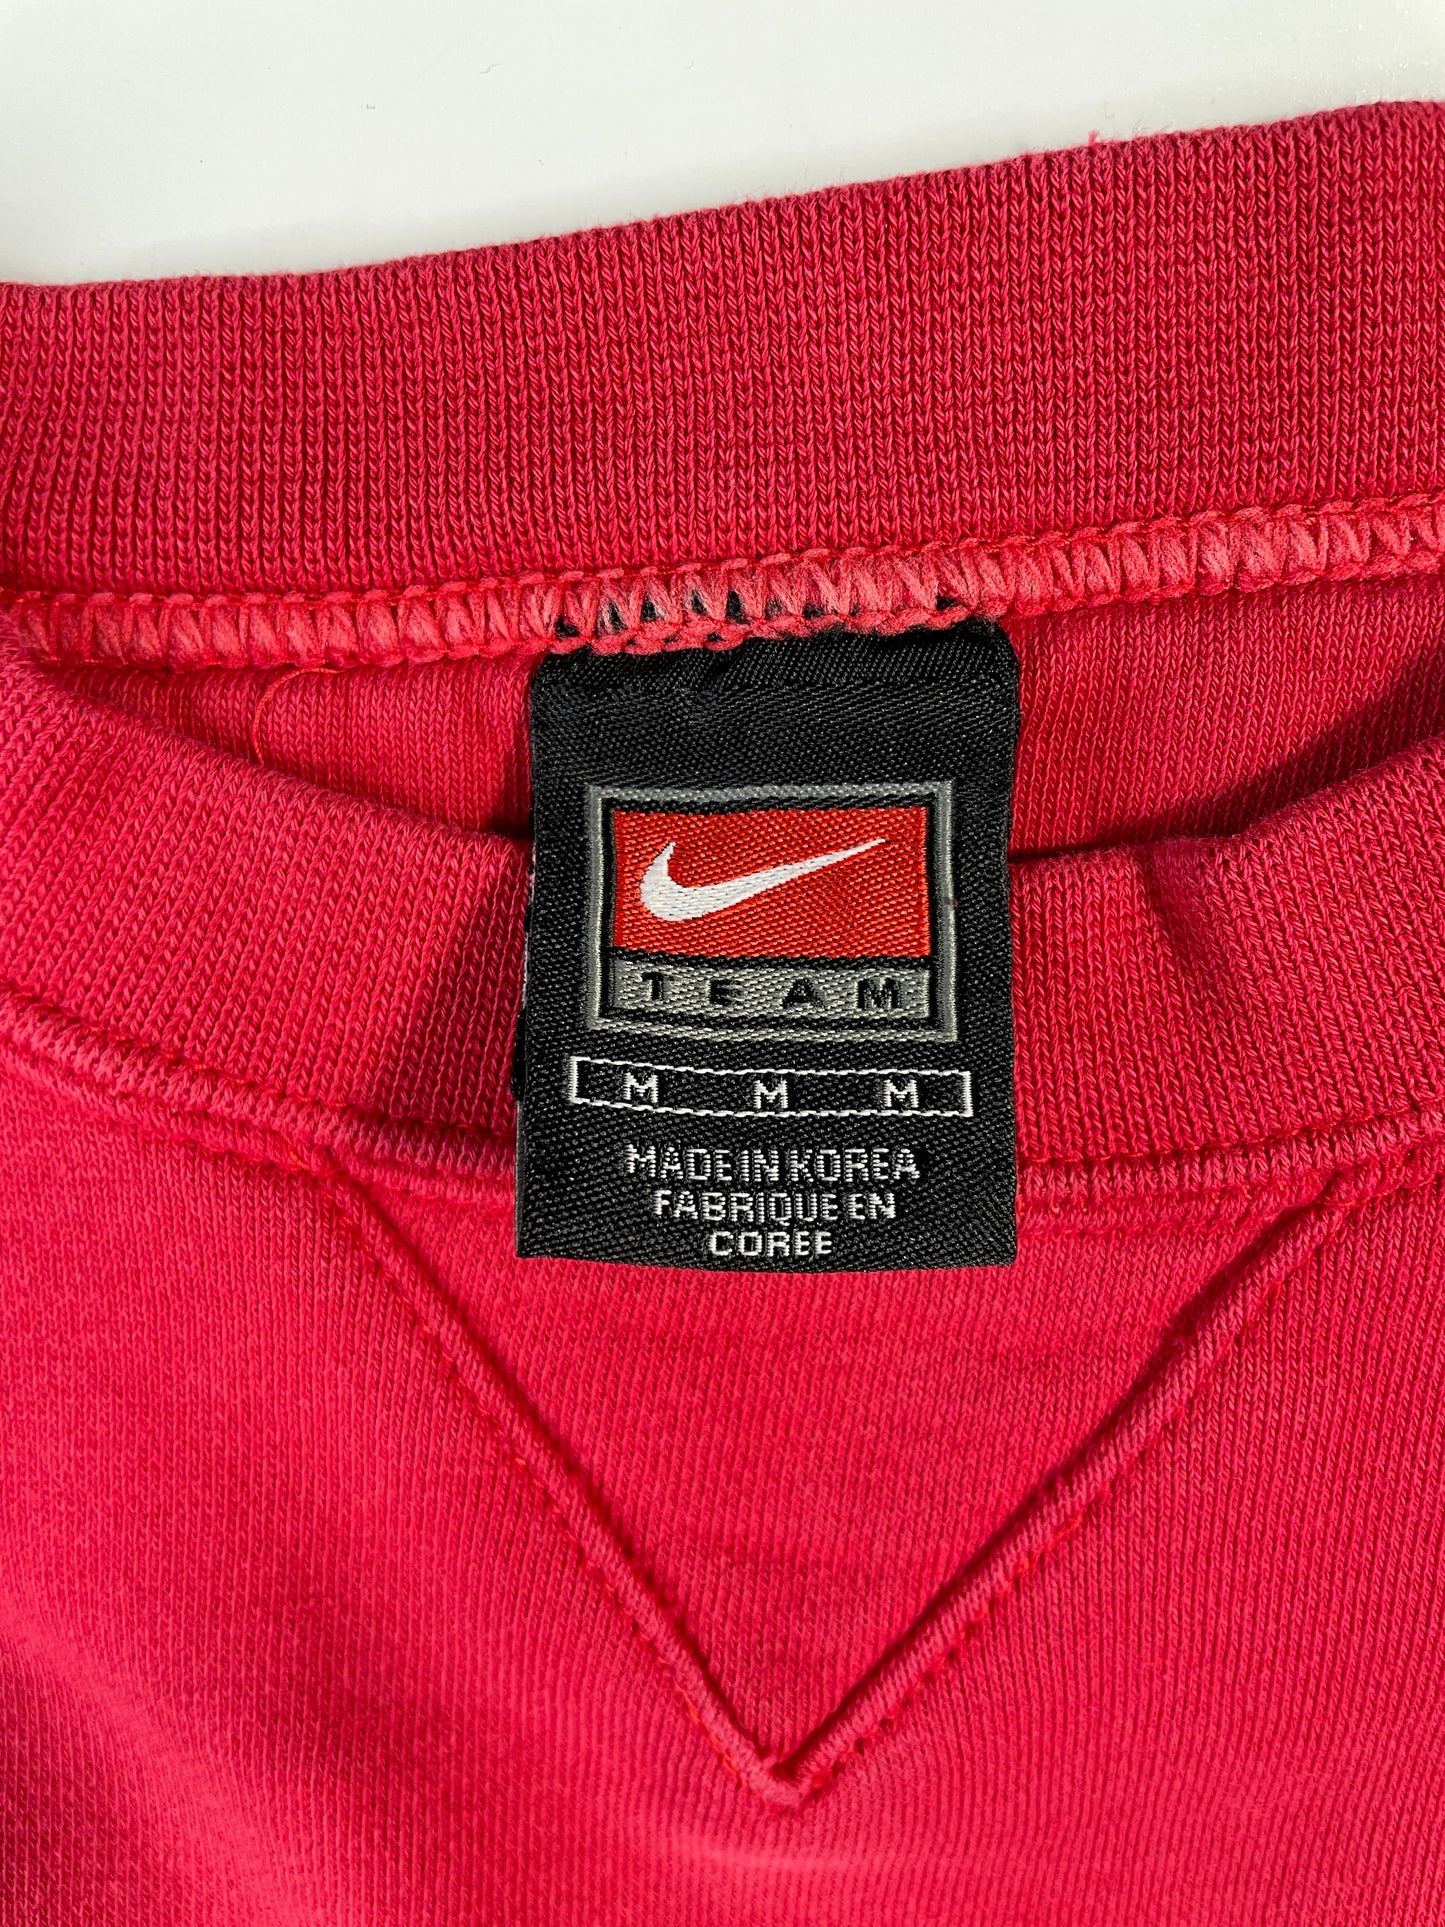 TEAM
M M M
MADE IN KOREA
FABRIQUE EN
COREE